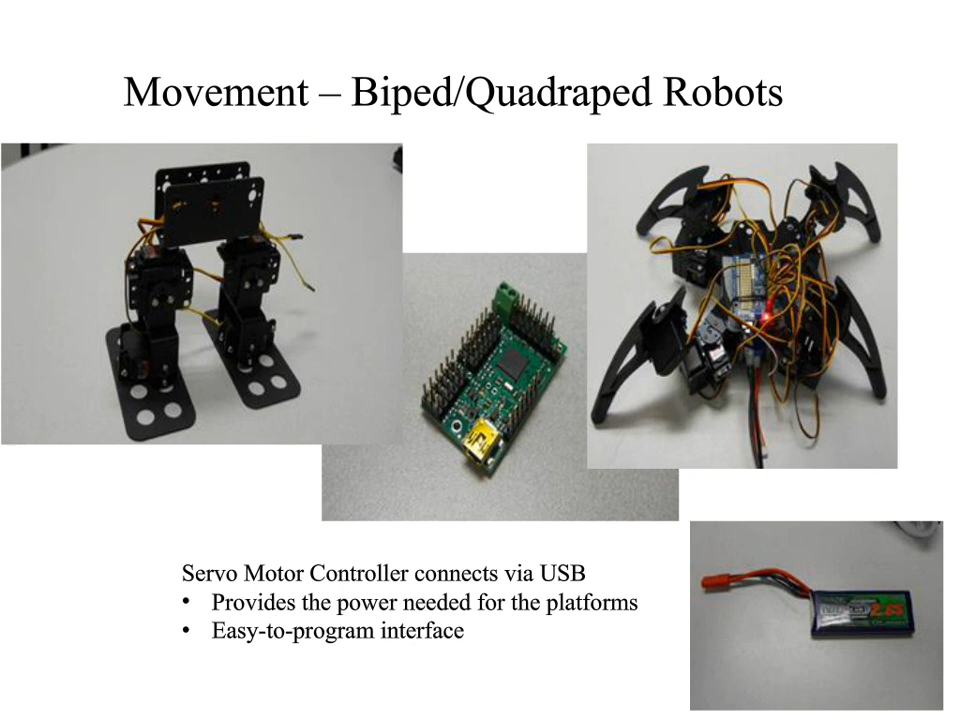 Movement – Biped/Quadraped Robots
Servo Motor Controller connects via USB
• Provides the power needed for the platforms
• Easy-to-program interface